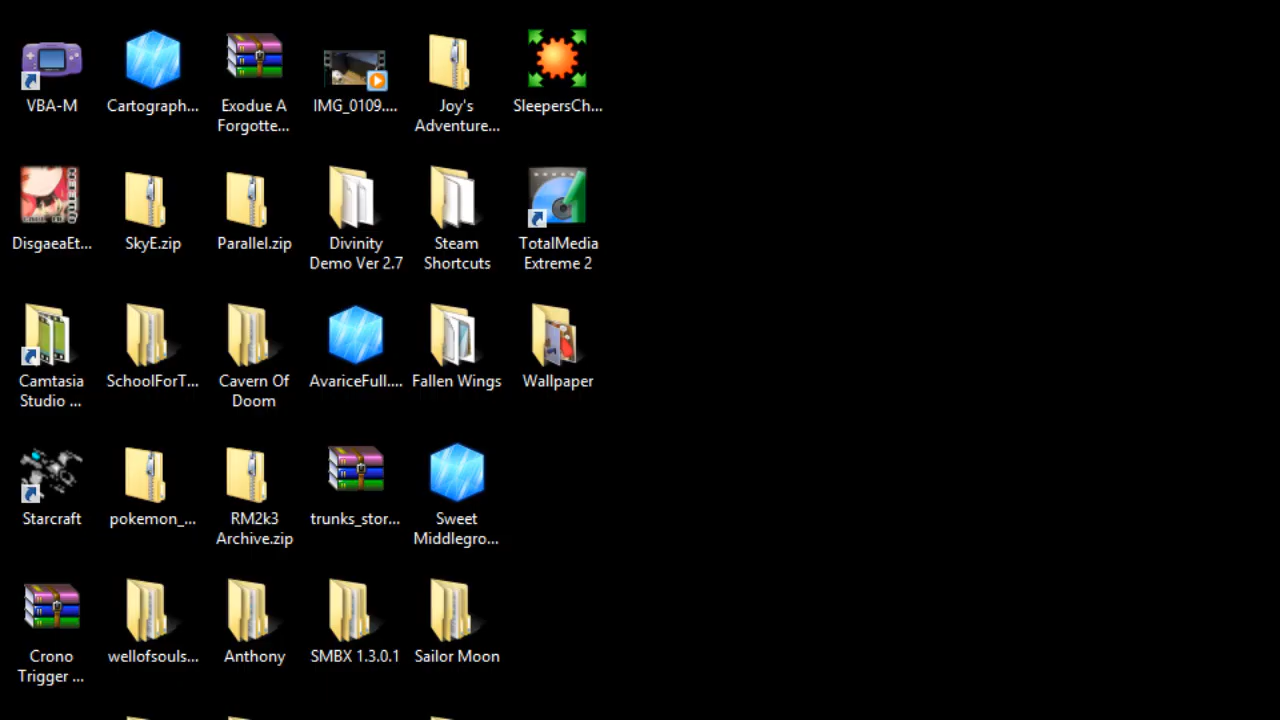 VBA-M
Cartograph...
Exodue A
Forgotte...
IMG_0109....
Joy's
Adventure...
SleepersCh...
DisgaeaEt...
SkyE.zip
Parallel.zip
Divinity
Demo Ver 2.7
Steam
Shortcuts
TotalMedia
Extreme 2
Camtasia
Studio ...
SchoolForT...
Cavern Of
Doom
AvariceFull....
Fallen Wings
Wallpaper
Starcraft
pokemon_...
RM2k3
Archive.zip
trunks_stor...
Sweet
Middlegro...
Crono
Trigger ...
wellofsouls...
Anthony
SMBX 1.3.0.1
Sailor Moon